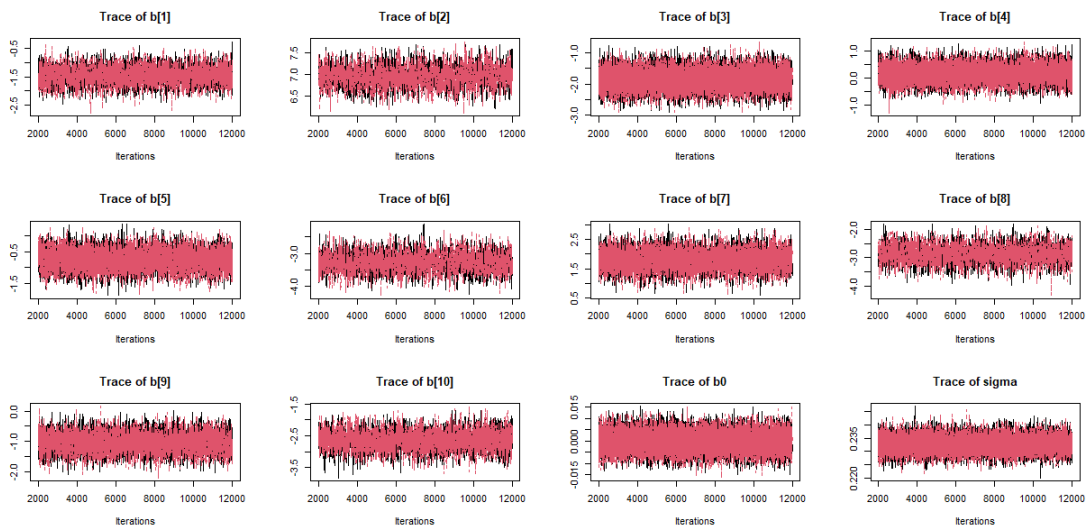 Trace of b[1]
-0.5
-1.5
-2.5
2000 4000 6000 8000 10000 12000
Iterations
Trace of b[2]
7.5
7.0
6.5
2000 4000 6000 8000 10000 12000
Iterations
Trace of b[3]
-1.0
-2.0
-3.0
2000 4000 6000 8000 10000 12000
Iterations
Trace of b[4]
1.0
0.0
-1.0
2000 4000 6000 8000 10000 12000
Iterations
Trace of b[5]
-0.5
-1.5
2000 4000 6000 8000 10000 12000
Iterations
Trace of b[6]
-3.0
-4.0
2000 4000 6000 8000 10000 12000
Iterations
Trace of b[7]
2.5
1.5
0.5
2000 4000 6000 8000 10000 12000
Iterations
Trace of b[8]
-2.0
-3.0
-4.0
2000 4000 6000 8000 10000 12000
Iterations
Trace of b[9]
0.0
-1.0
-2.0
2000 4000 6000 8000 10000 12000
Iterations
Trace of b[10]
-1.5
-2.5
-3.5
2000 4000 6000 8000 10000 12000
Iterations
Trace of b0
0.015
0.000
-0.015
2000 4000 6000 8000 10000 12000
Iterations
Trace of sigma
0.235
0.220
2000 4000 6000 8000 10000 12000
Iterations